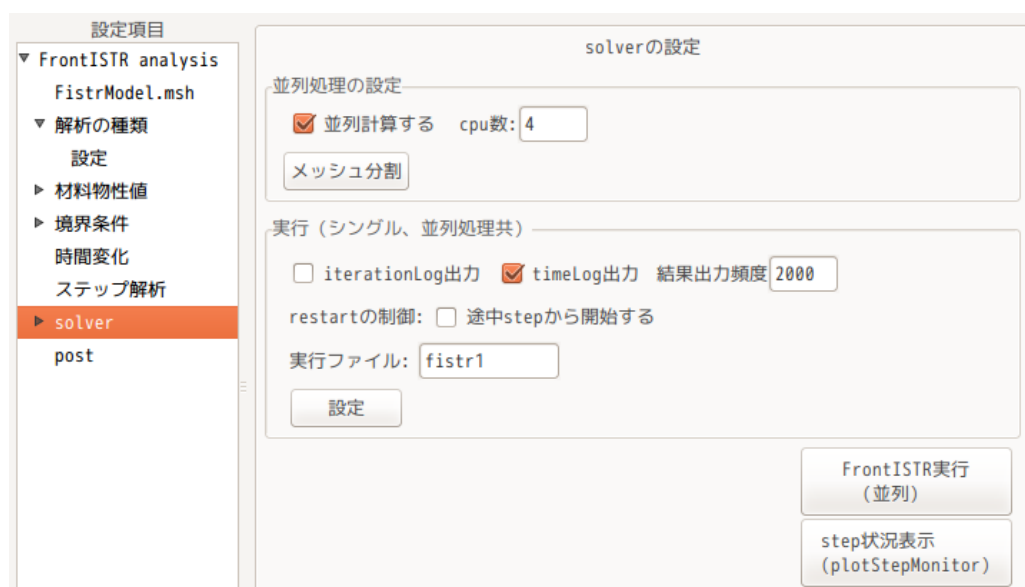 設定項目
FrontISTR analysis
FistrModel.msh
解析の種類
設定
材料物性値
境界条件
時間変化
ステップ解析
solver
post
solverの設定
並列処理の設定
並列計算する cpu数: 4
メッシュ分割
実行（シングル、並列処理共）
iterationLog出力 timeLog出力 結果出力頻度 2000
restartの制御: 途中stepから開始する
実行ファイル: fistr1
設定
FrontISTR実行
(並列)
step状況表示
(plotStepMonitor)